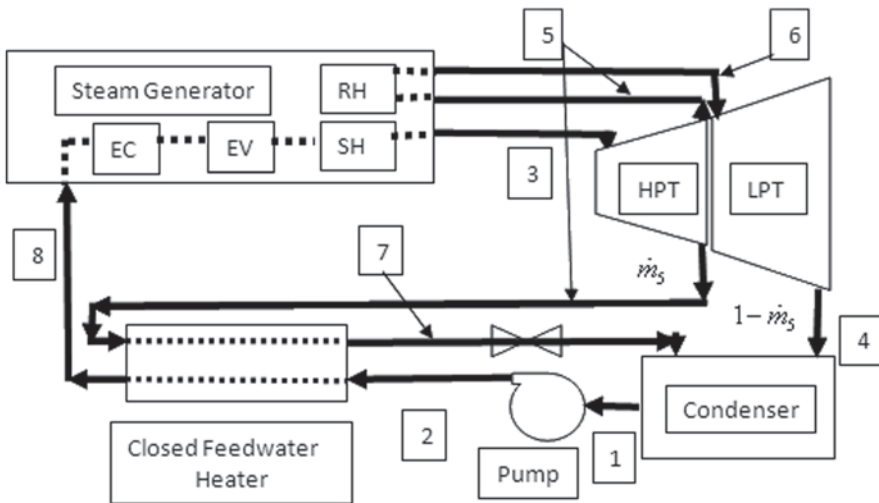 5
6
Steam Generator
RH
EC
EV
SH
3
HPT
LPT
8
7
ṁ₅
1−ṁ₅
4
Condenser
2
1
Closed Feedwater
Heater
Pump